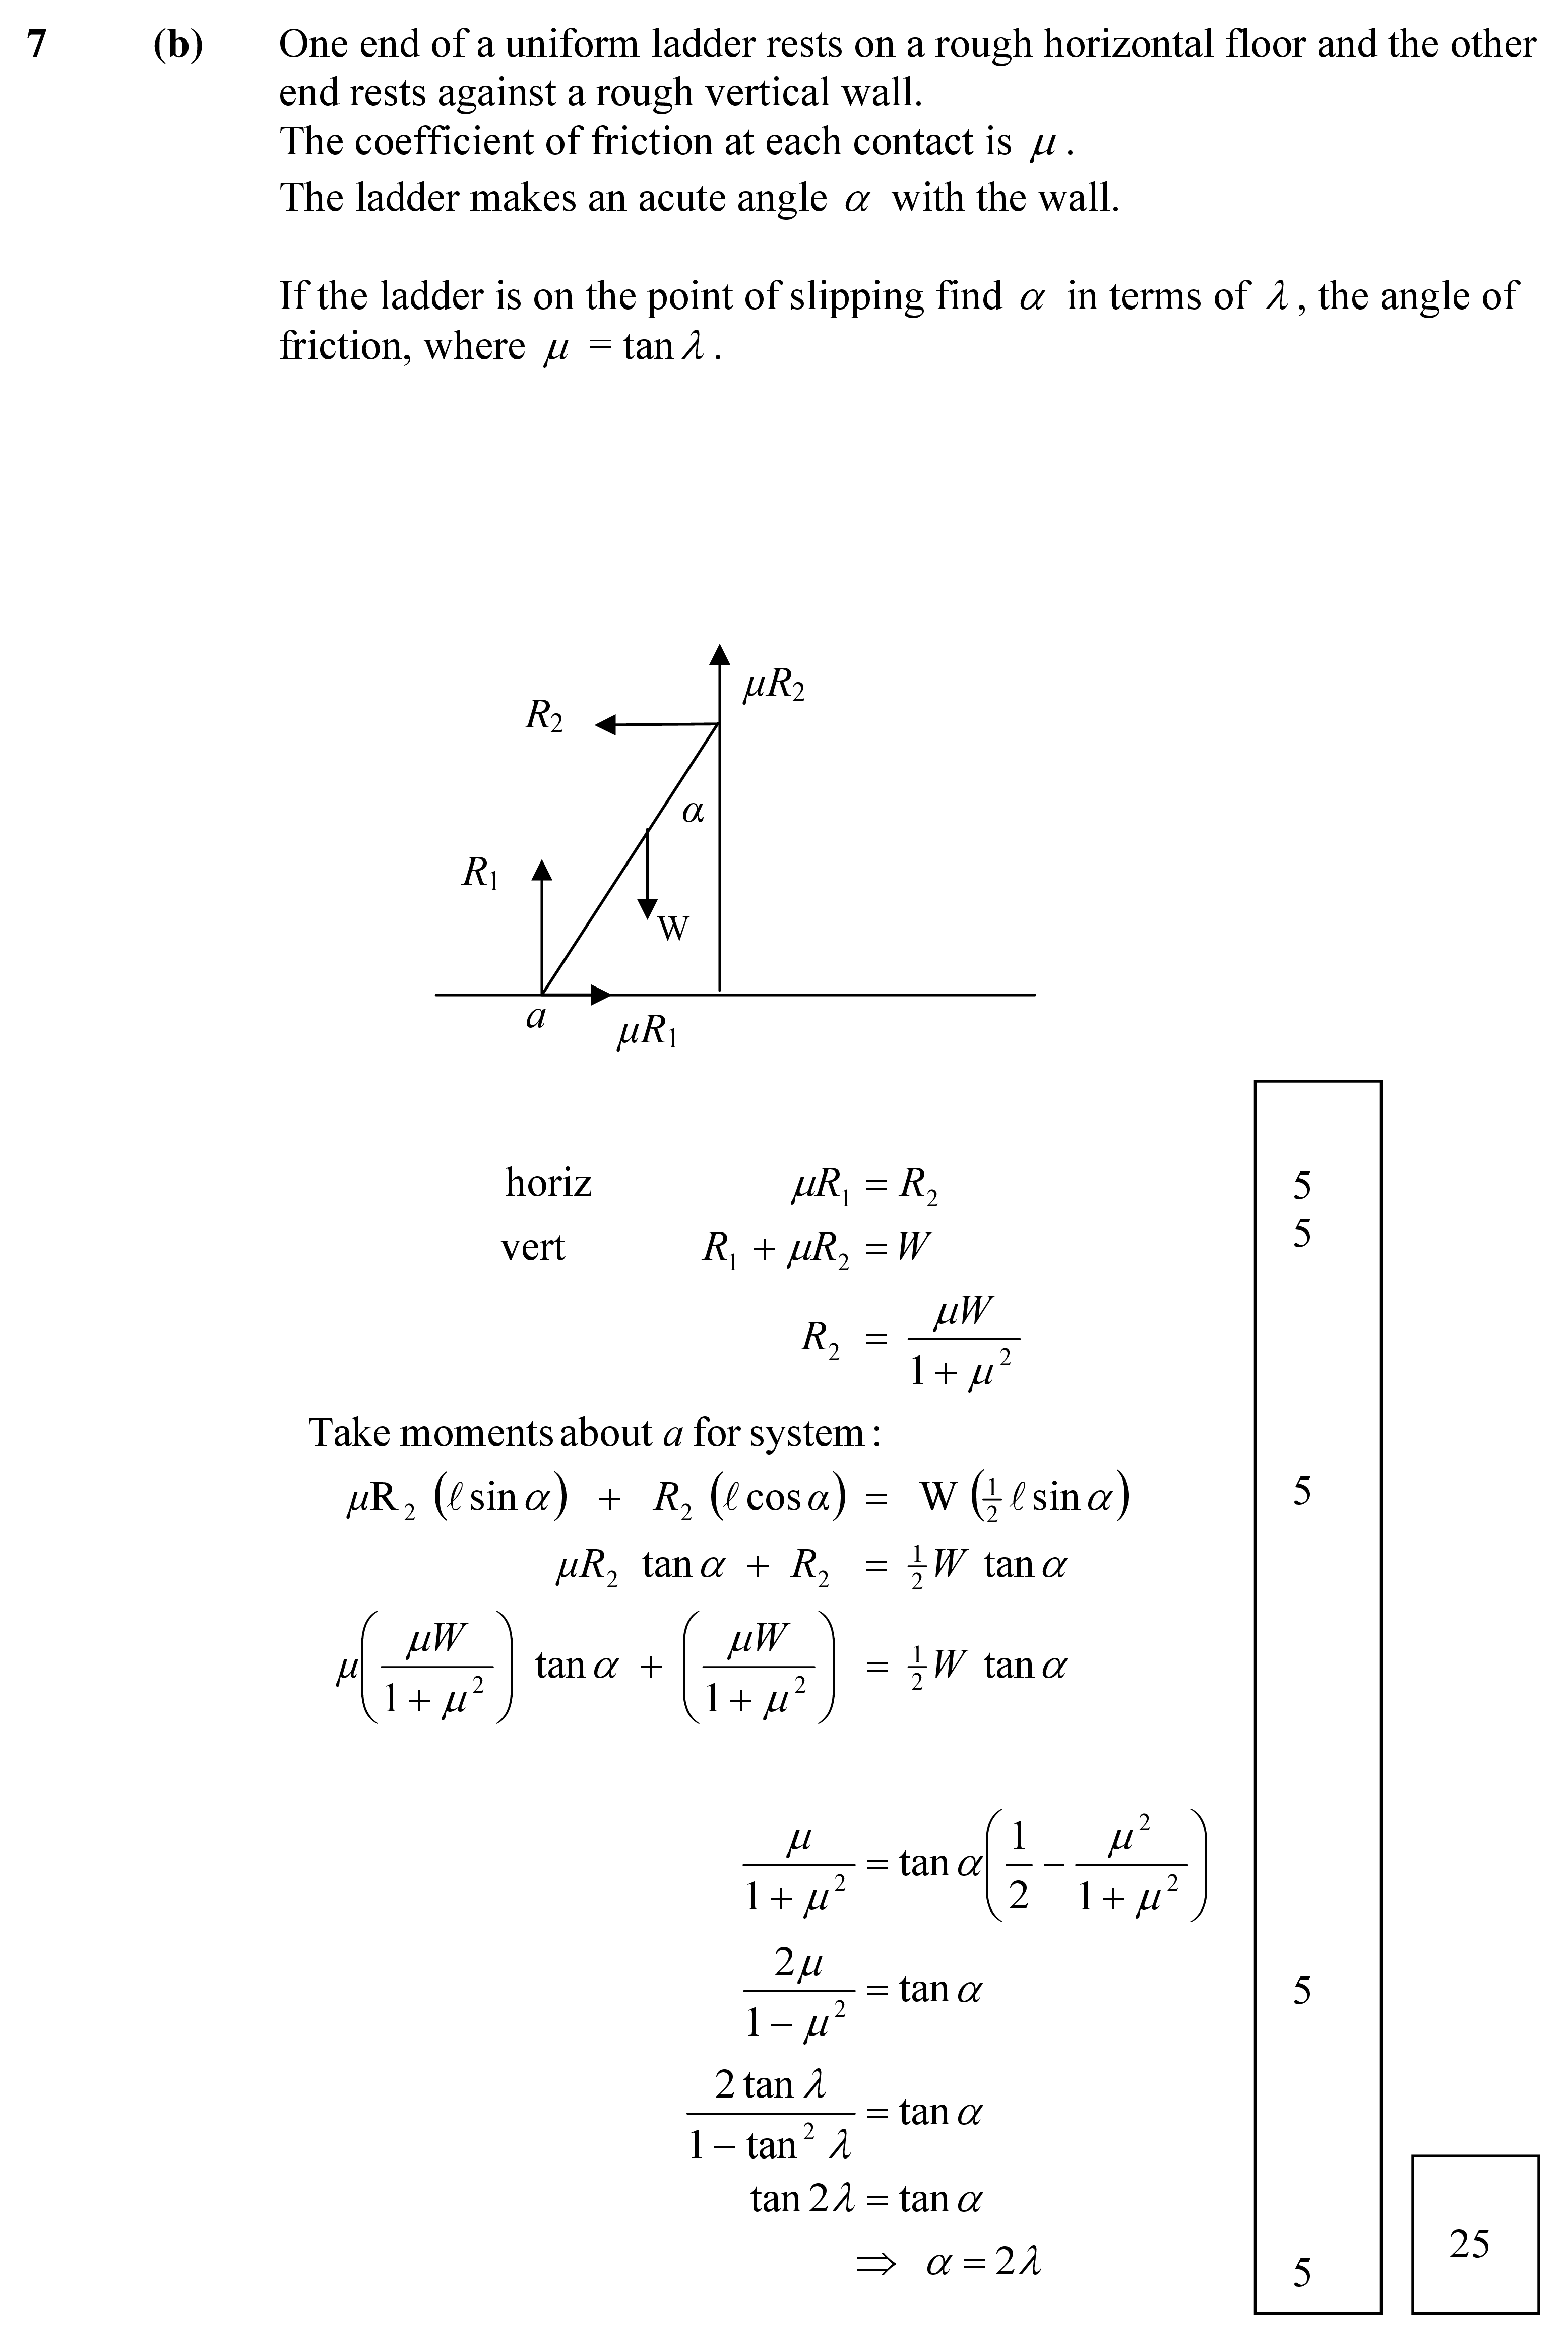 7 (b) One end of a uniform ladder rests on a rough horizontal floor and the other
end rests against a rough vertical wall.
The coefficient of friction at each contact is μ .
The ladder makes an acute angle α with the wall.
If the ladder is on the point of slipping find α in terms of λ , the angle of
friction, where μ = tan λ .
μR₂
R₂
α
R₁
W
a
μR₁
horiz μR₁ = R₂ 5
vert R₁ + μR₂ = W 5
R₂ = μW / (1 + μ²)
Take moments about a for system :
μR₂ (ℓ sin α) + R₂ (ℓ cos α) = W (½ ℓ sin α) 5
μR₂ tan α + R₂ = ½ W tan α
μ(μW / (1 + μ²)) tan α + (μW / (1 + μ²)) = ½ W tan α
μ / (1 + μ²) = tan α (1/2 − μ² / (1 + μ²))
2μ / (1 − μ²) = tan α 5
2 tan λ / (1 − tan² λ) = tan α
tan 2λ = tan α
⇒ α = 2λ 5
25